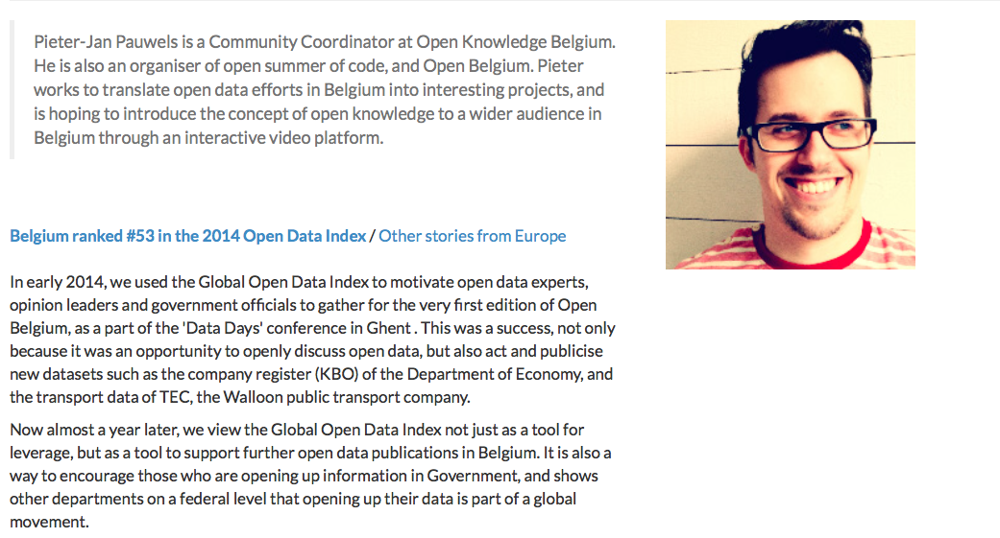 Pieter-Jan Pauwels is a Community Coordinator at Open Knowledge Belgium.
He is also an organiser of open summer of code, and Open Belgium. Pieter
works to translate open data efforts in Belgium into interesting projects, and
is hoping to introduce the concept of open knowledge to a wider audience in
Belgium through an interactive video platform.
Belgium ranked #53 in the 2014 Open Data Index / Other stories from Europe
In early 2014, we used the Global Open Data Index to motivate open data experts,
opinion leaders and government officials to gather for the very first edition of Open
Belgium, as a part of the 'Data Days' conference in Ghent . This was a success, not only
because it was an opportunity to openly discuss open data, but also act and publicise
new datasets such as the company register (KBO) of the Department of Economy, and
the transport data of TEC, the Walloon public transport company.
Now almost a year later, we view the Global Open Data Index not just as a tool for
leverage, but as a tool to support further open data publications in Belgium. It is also a
way to encourage those who are opening up information in Government, and shows
other departments on a federal level that opening up their data is part of a global
movement.